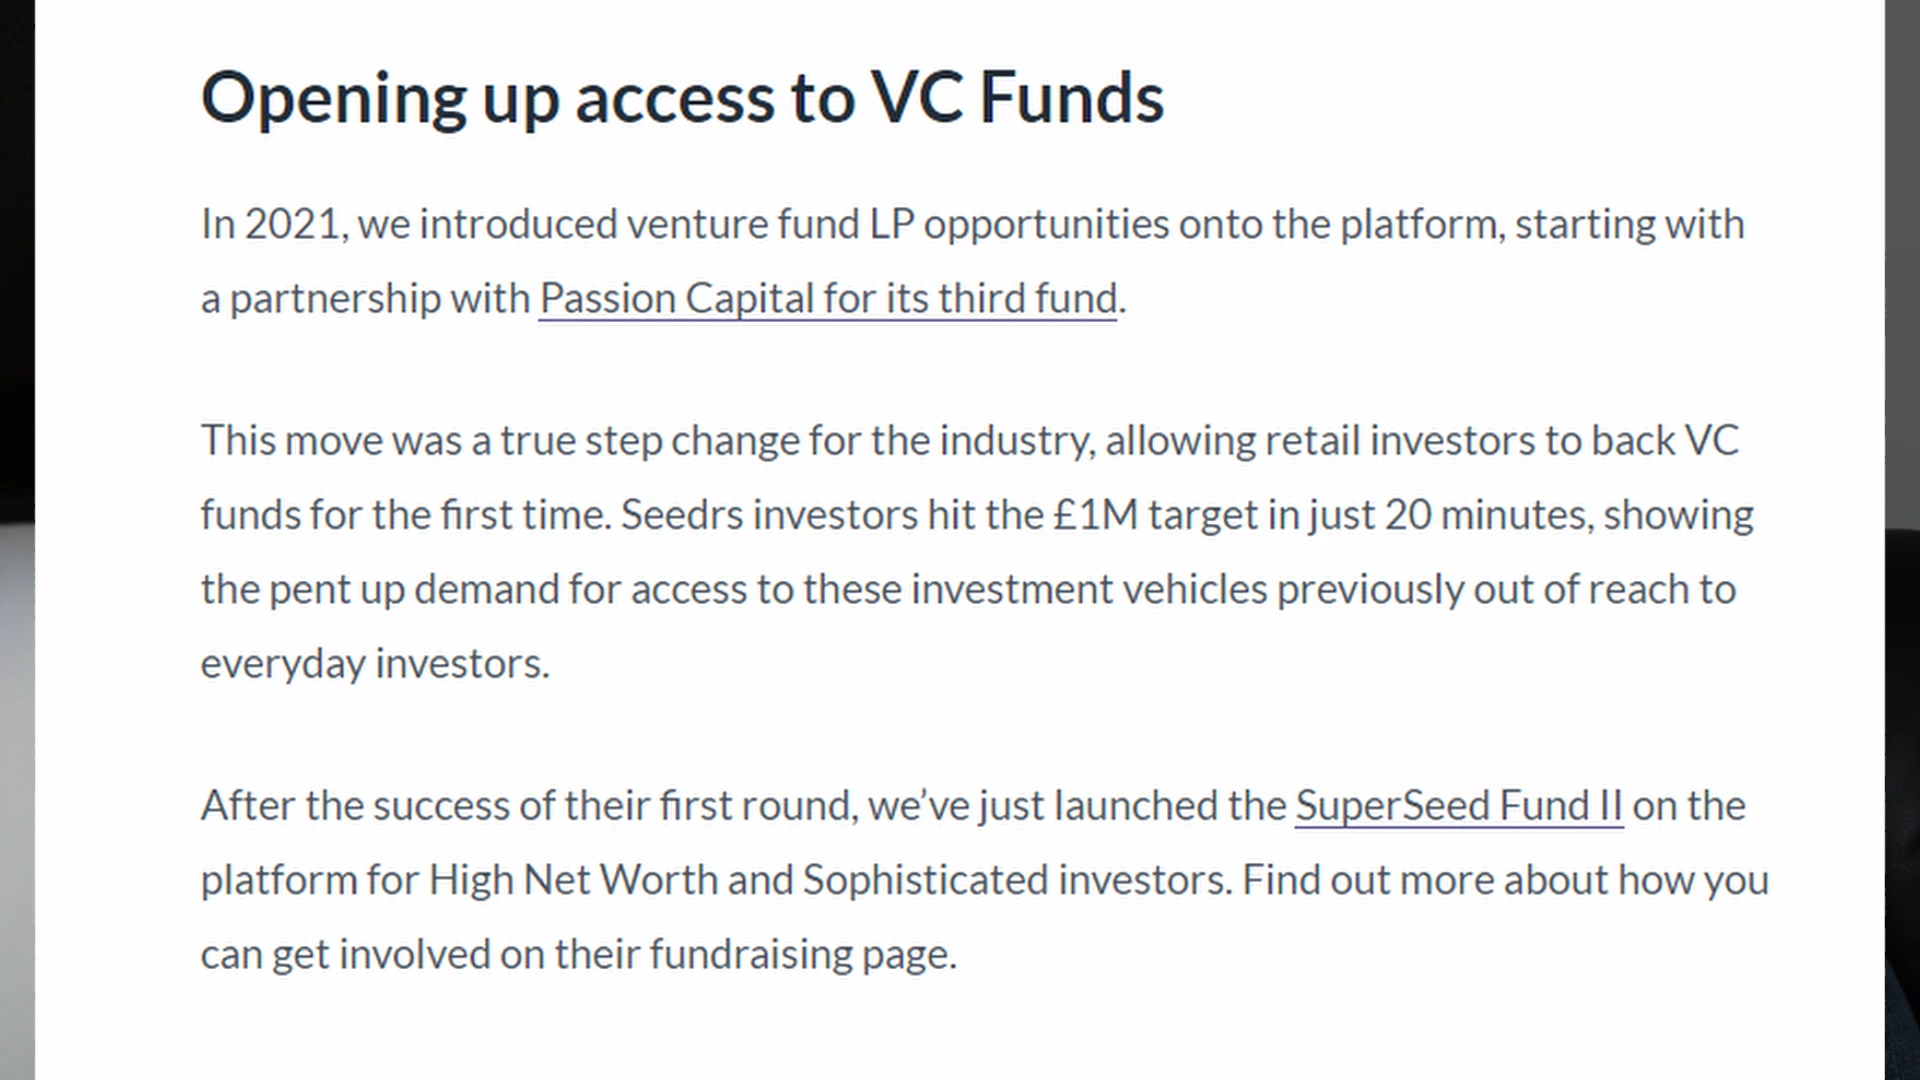 Opening up access to VC Funds
In 2021, we introduced venture fund LP opportunities onto the platform, starting with
a partnership with Passion Capital for its third fund.
This move was a true step change for the industry, allowing retail investors to back VC
funds for the first time. Seedrs investors hit the £1M target in just 20 minutes, showing
the pent up demand for access to these investment vehicles previously out of reach to
everyday investors.
After the success of their first round, we’ve just launched the SuperSeed Fund II on the
platform for High Net Worth and Sophisticated investors. Find out more about how you
can get involved on their fundraising page.